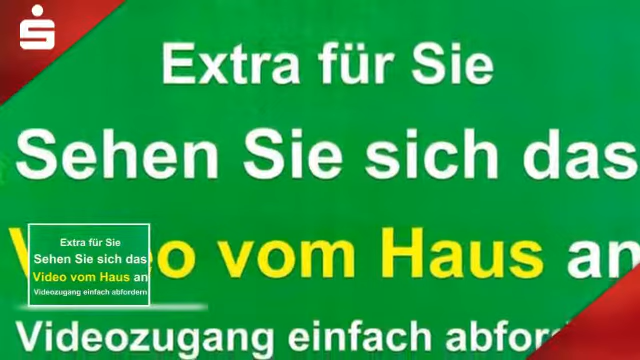 Extra für Sie
Sehen Sie sich das
vom Haus an
Videozugang einfach
Extra für Sie
Sehen Sie sich das
Video vom Haus an
Videozugang einfach abfordern